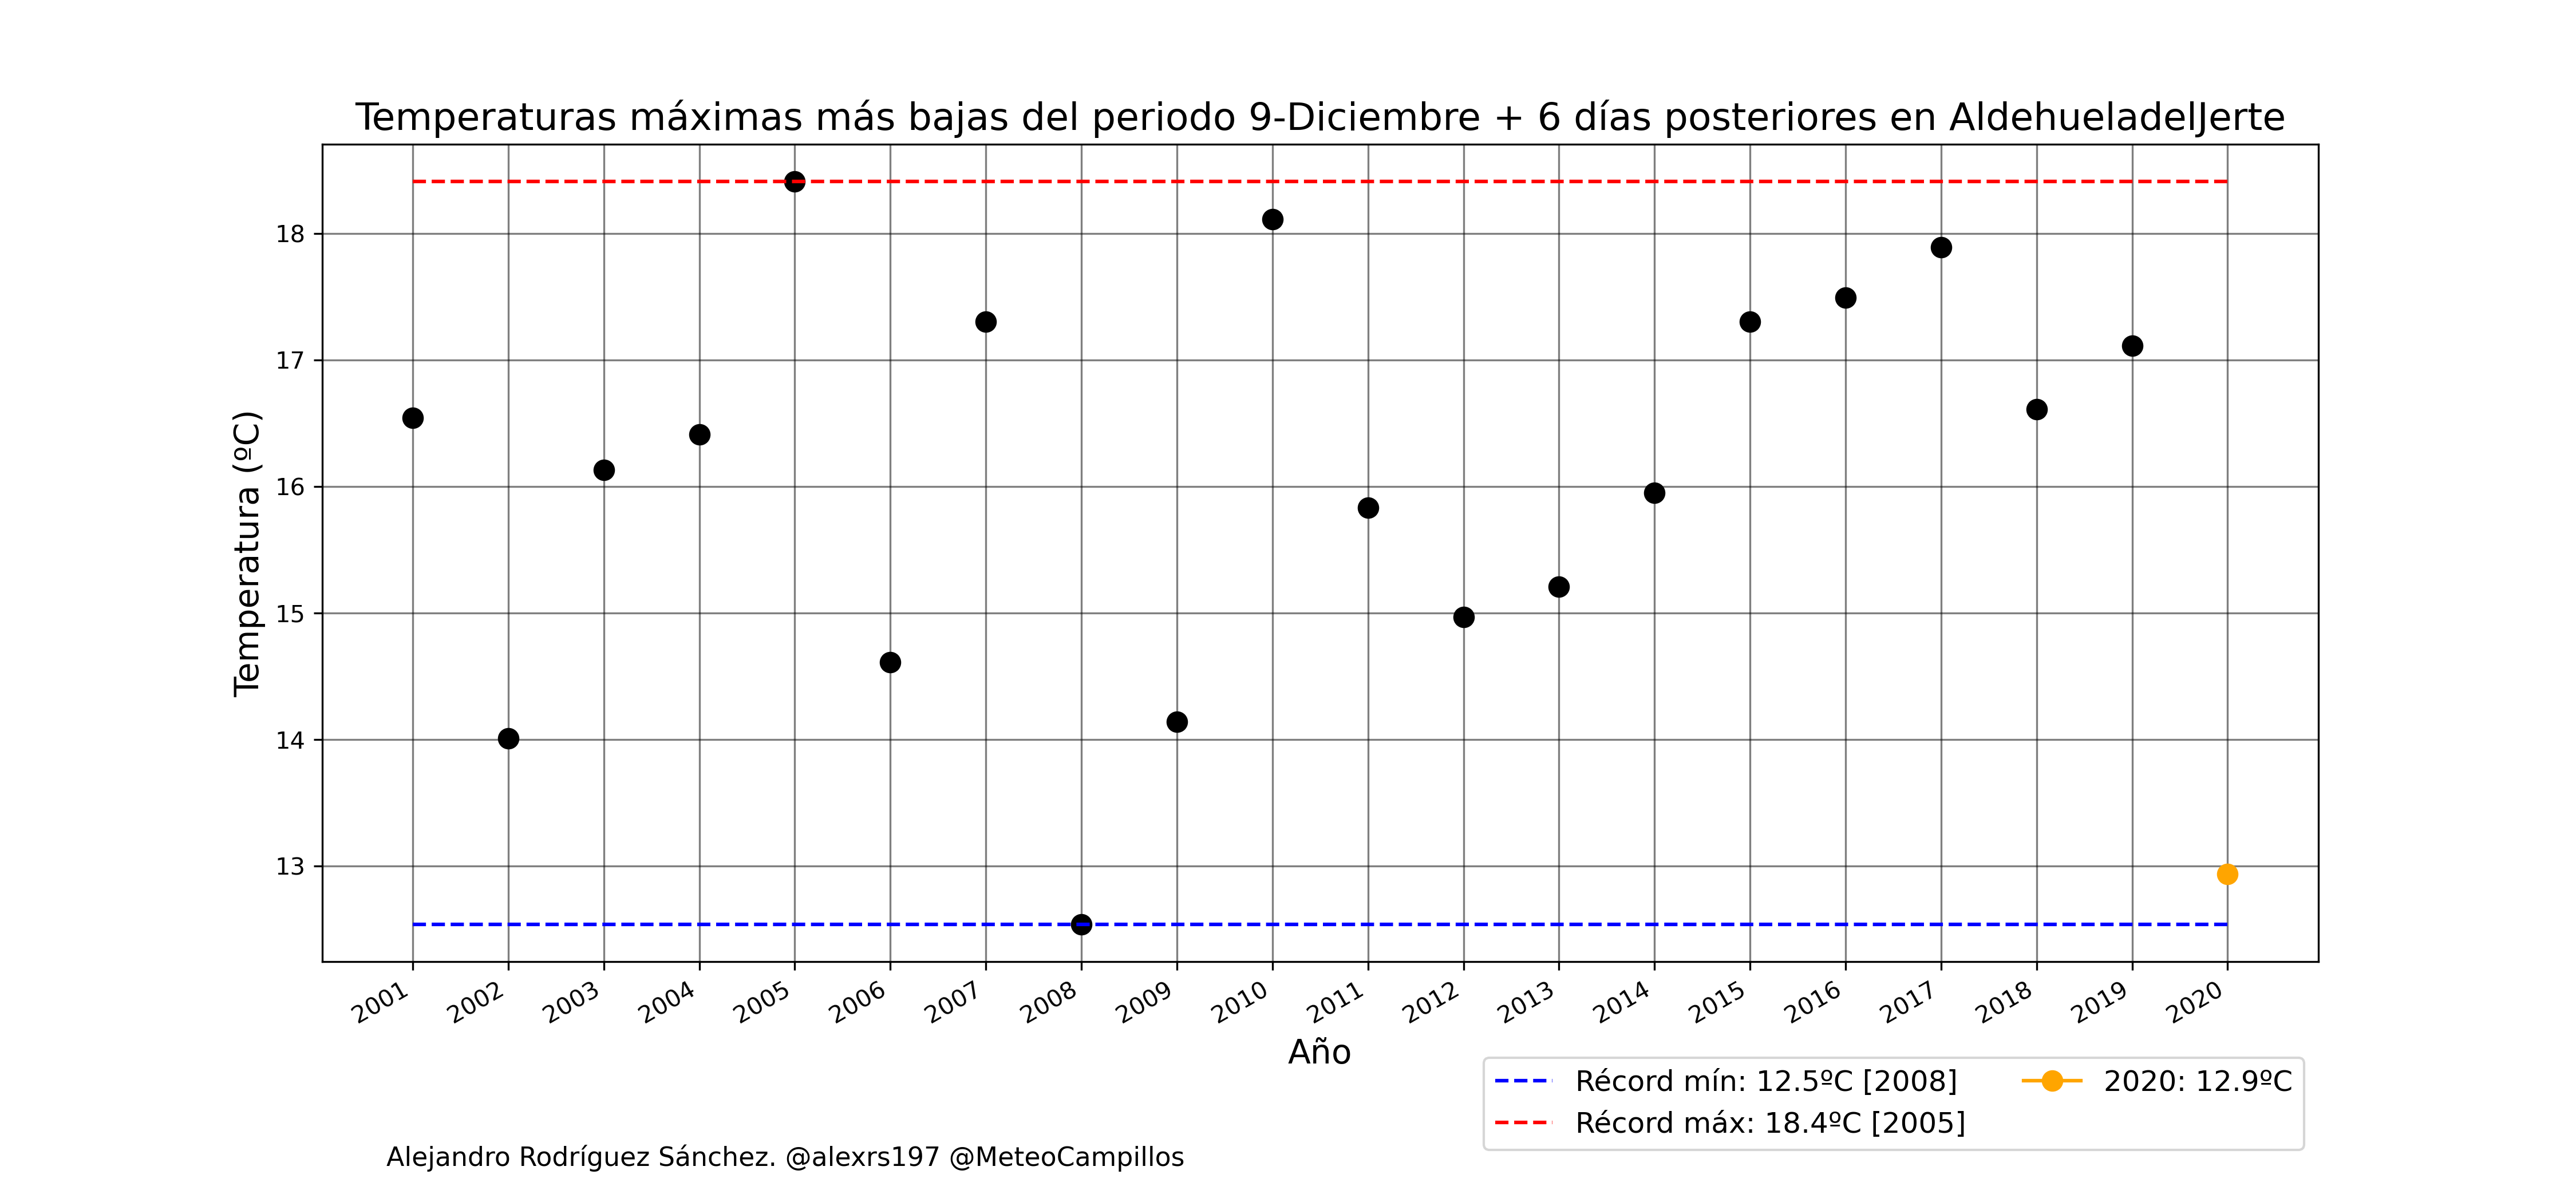 Temperaturas máximas más bajas del periodo 9-Diciembre + 6 días posteriores en AldehueladelJerte
Temperatura (ºC)
18
17
16
15
14
13
2001 2002 2003 2004 2005 2006 2007 2008 2009 2010 2011 2012 2013 2014 2015 2016 2017 2018 2019 2020
Año
Récord mín: 12.5ºC [2008]
Récord máx: 18.4ºC [2005]
2020: 12.9ºC
Alejandro Rodríguez Sánchez. @alexrs197 @MeteoCampillos